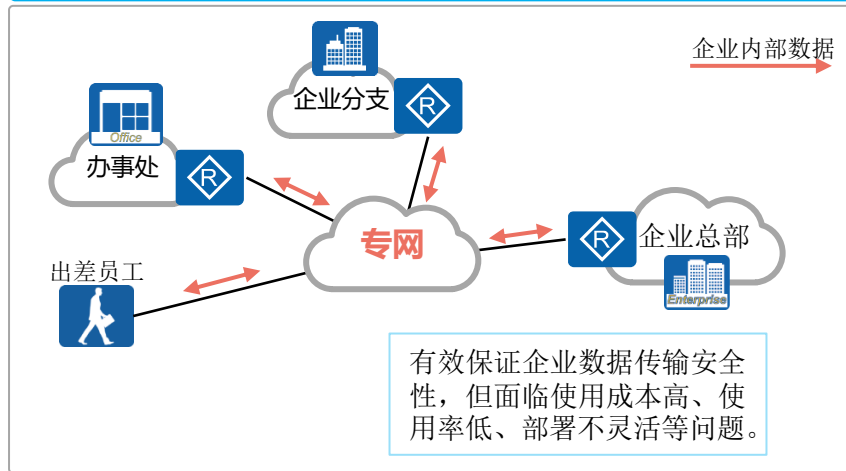 企业内部数据
企业分支
R
Office
办事处
R
专网
R
企业总部
Enterprise
出差员工
有效保证企业数据传输安全
性，但面临使用成本高、使
用率低、部署不灵活等问题。